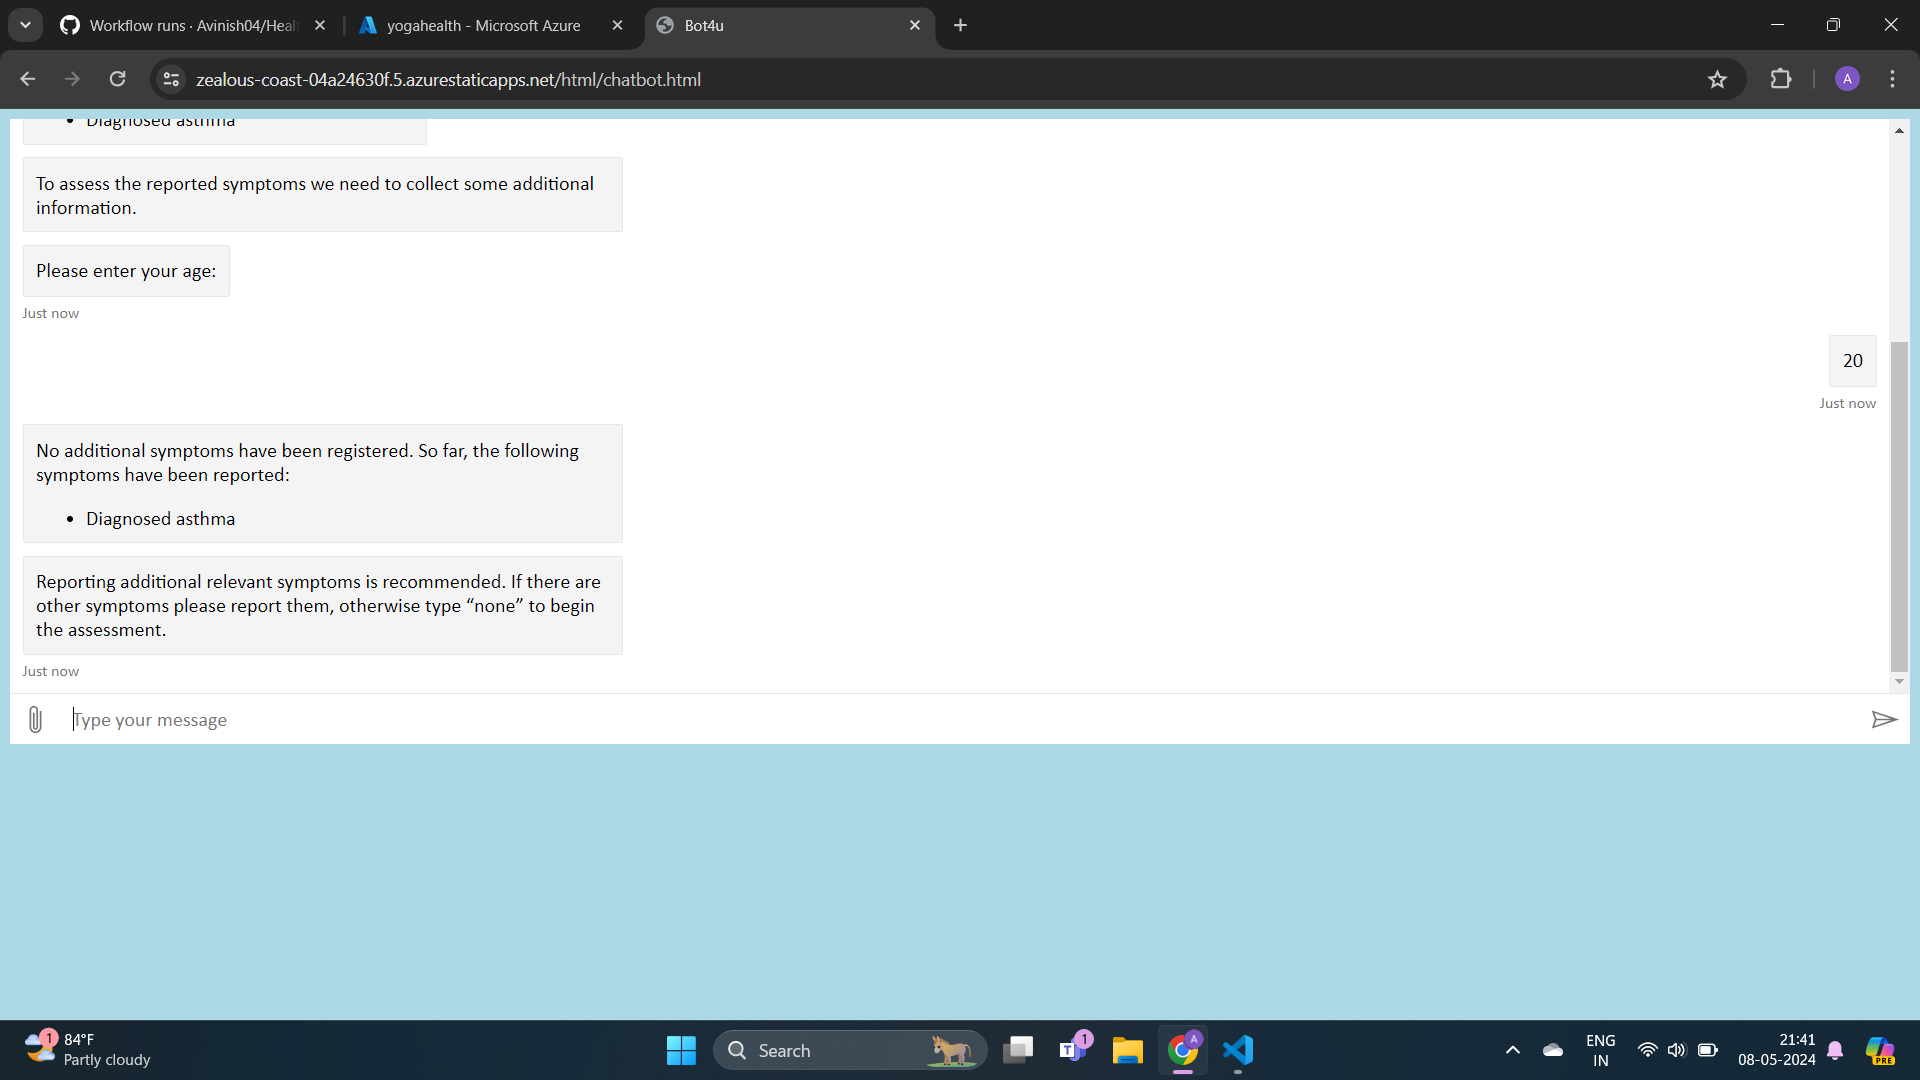 Workflow runs · Avinish04/Heal
yogahealth - Microsoft Azure
Bot4u
zealous-coast-04a24630f.5.azurestaticapps.net/html/chatbot.html
A
• Diagnosed asthma
To assess the reported symptoms we need to collect some additional
information.
Please enter your age:
Just now
20
Just now
No additional symptoms have been registered. So far, the following
symptoms have been reported:
• Diagnosed asthma
Reporting additional relevant symptoms is recommended. If there are
other symptoms please report them, otherwise type “none” to begin
the assessment.
Just now
Type your message
1
84°F
Partly cloudy
Search
T
1
A
ENG
IN
21:41
08-05-2024
PRE